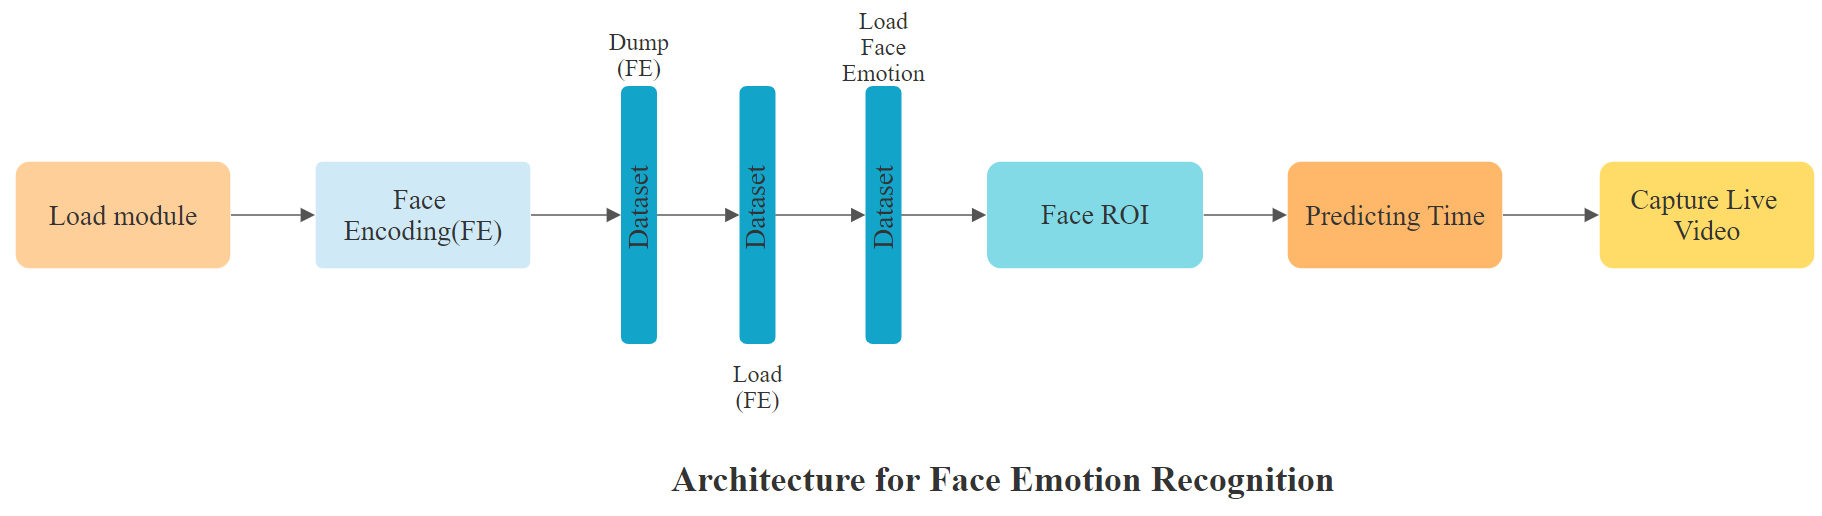 Load module
Face
Encoding(FE)
Dump
(FE)
Dataset
Dataset
Load
(FE)
Load
Face
Emotion
Dataset
Face ROI
Predicting Time
Capture Live
Video
Architecture for Face Emotion Recognition